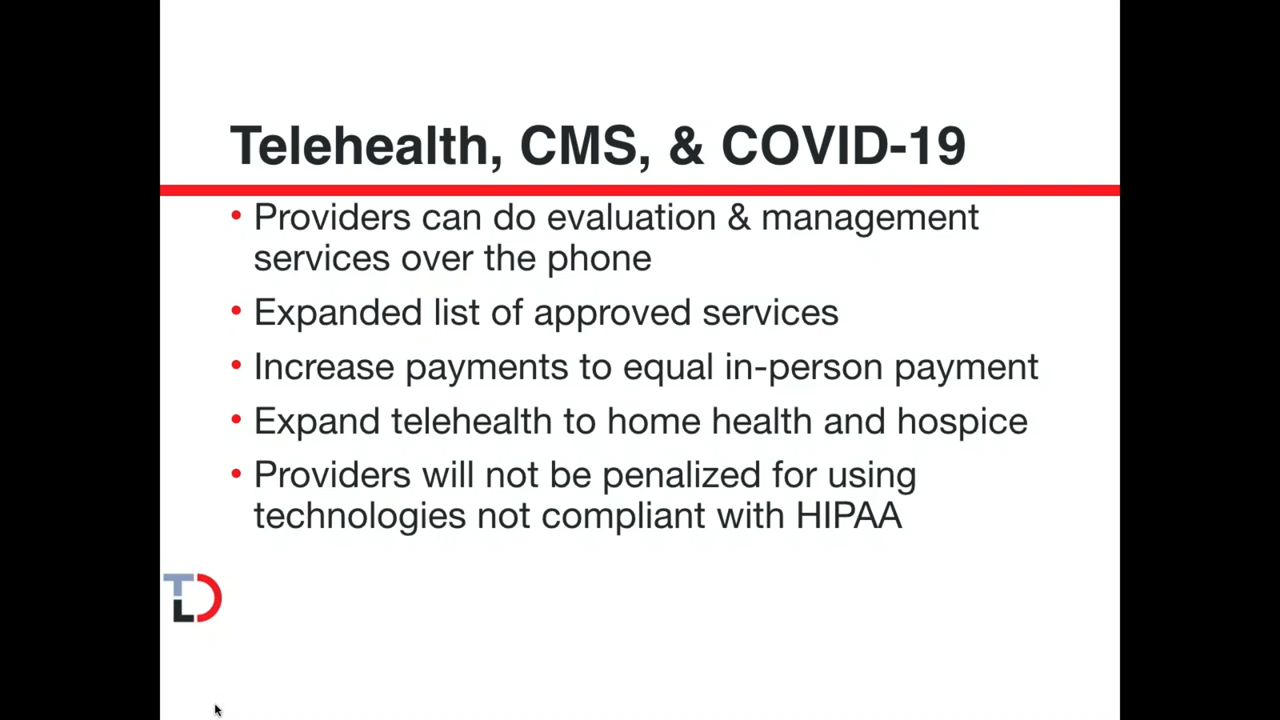 Telehealth, CMS, & COVID-19
• Providers can do evaluation & management
services over the phone
• Expanded list of approved services
• Increase payments to equal in-person payment
• Expand telehealth to home health and hospice
• Providers will not be penalized for using
technologies not compliant with HIPAA
TLD